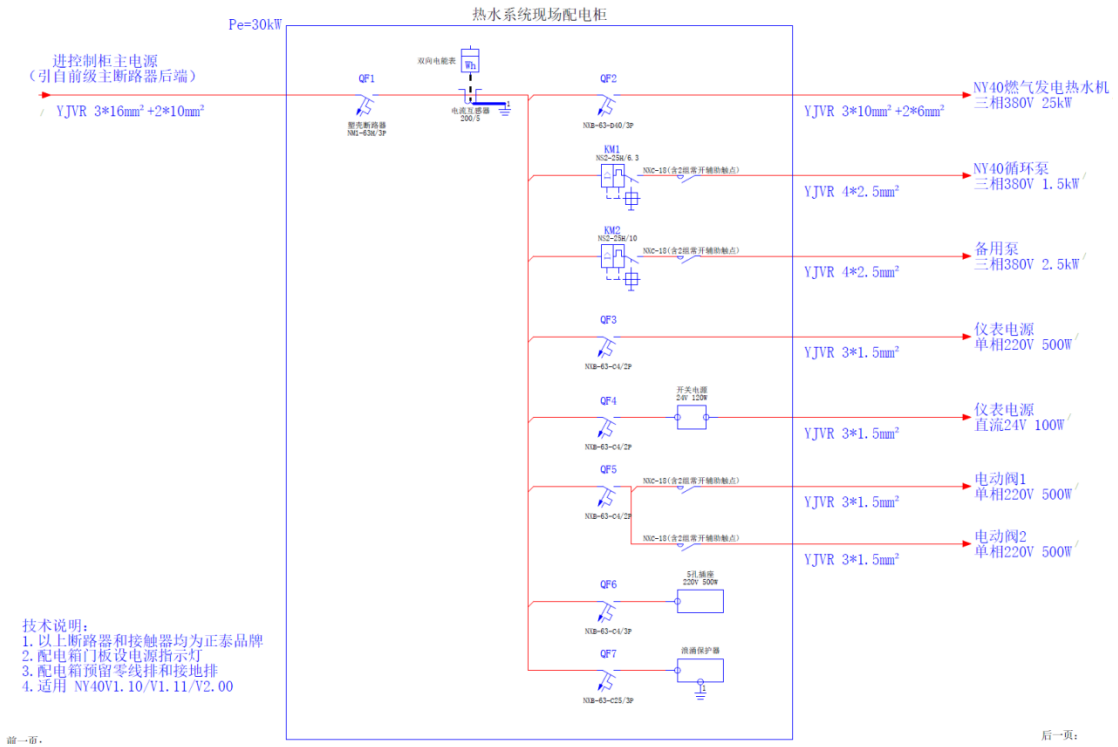 热水系统现场配电柜
Pe=30kW
进控制柜主电源
(引自前级主断路器后端)
YJVR 3*16mm²+2*10mm²
QF1
塑壳断路器
NM1-63H/3P
双向电能表
Wh
电流互感器
200/5
1
QF2
NXB-63-D40/3P
YJVR 3*10mm²+2*6mm²
NY40燃气发电热水机
三相380V 25kW
KM1
NS2-25H/6.3
NXC-18(含2组常开辅助触点)
YJVR 4*2.5mm²
NY40循环泵
三相380V 1.5kW
KM2
NS2-25H/10
NXC-18(含2组常开辅助触点)
YJVR 4*2.5mm²
备用泵
三相380V 2.5kW
QF3
NXB-63-C4/2P
YJVR 3*1.5mm²
仪表电源
单相220V 500W
QF4
NXB-63-C4/2P
开关电源
24V 120W
YJVR 3*1.5mm²
仪表电源
直流24V 100W
QF5
NXB-63-C4/2P
NXC-18(含2组常开辅助触点)
YJVR 3*1.5mm²
电动阀1
单相220V 500W
NXC-18(含2组常开辅助触点)
YJVR 3*1.5mm²
电动阀2
单相220V 500W
QF6
NXB-63-C4/3P
5孔插座
220V 500W
QF7
NXB-63-C25/3P
浪涌保护器
1
技术说明:
1.以上断路器和接触器均为正泰品牌
2.配电箱门板设电源指示灯
3.配电箱预留零线排和接地排
4.适用 NY40V1.10/V1.11/V2.00
前一页:
后一页: